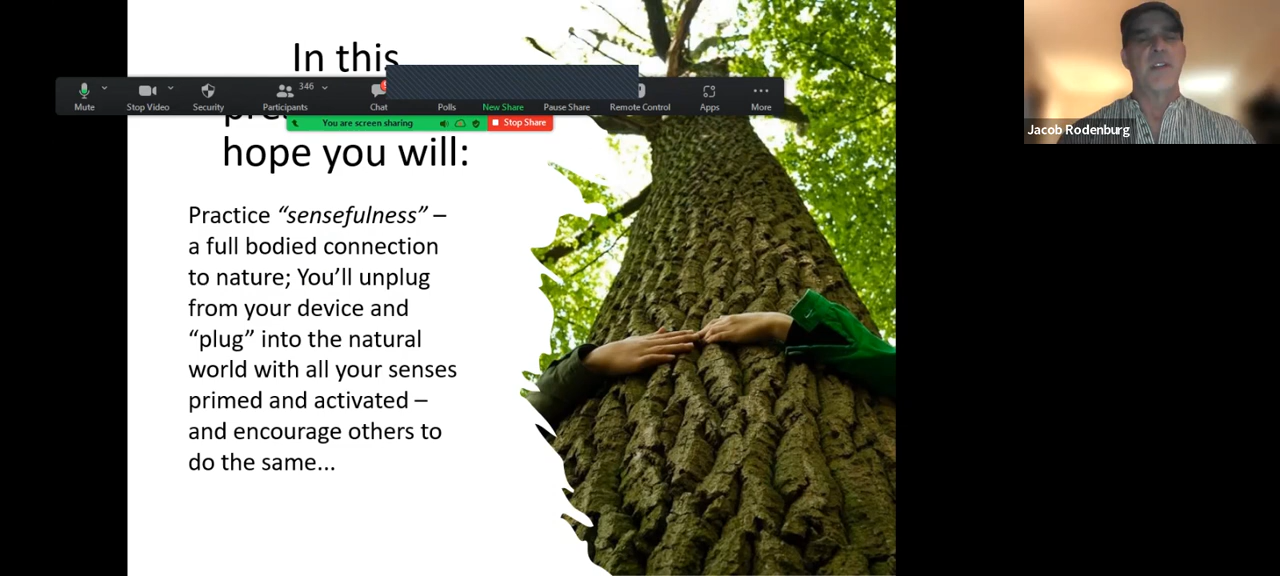 In this
hope you will:
Practice “sensefulness” –
a full bodied connection
to nature; You’ll unplug
from your device and
“plug” into the natural
world with all your senses
primed and activated –
and encourage others to
do the same...
346
Mute
Stop Video
Security
Participants
Chat
Polls
New Share
Pause Share
Remote Control
Apps
More
You are screen sharing
Stop Share
Jacob Rodenburg